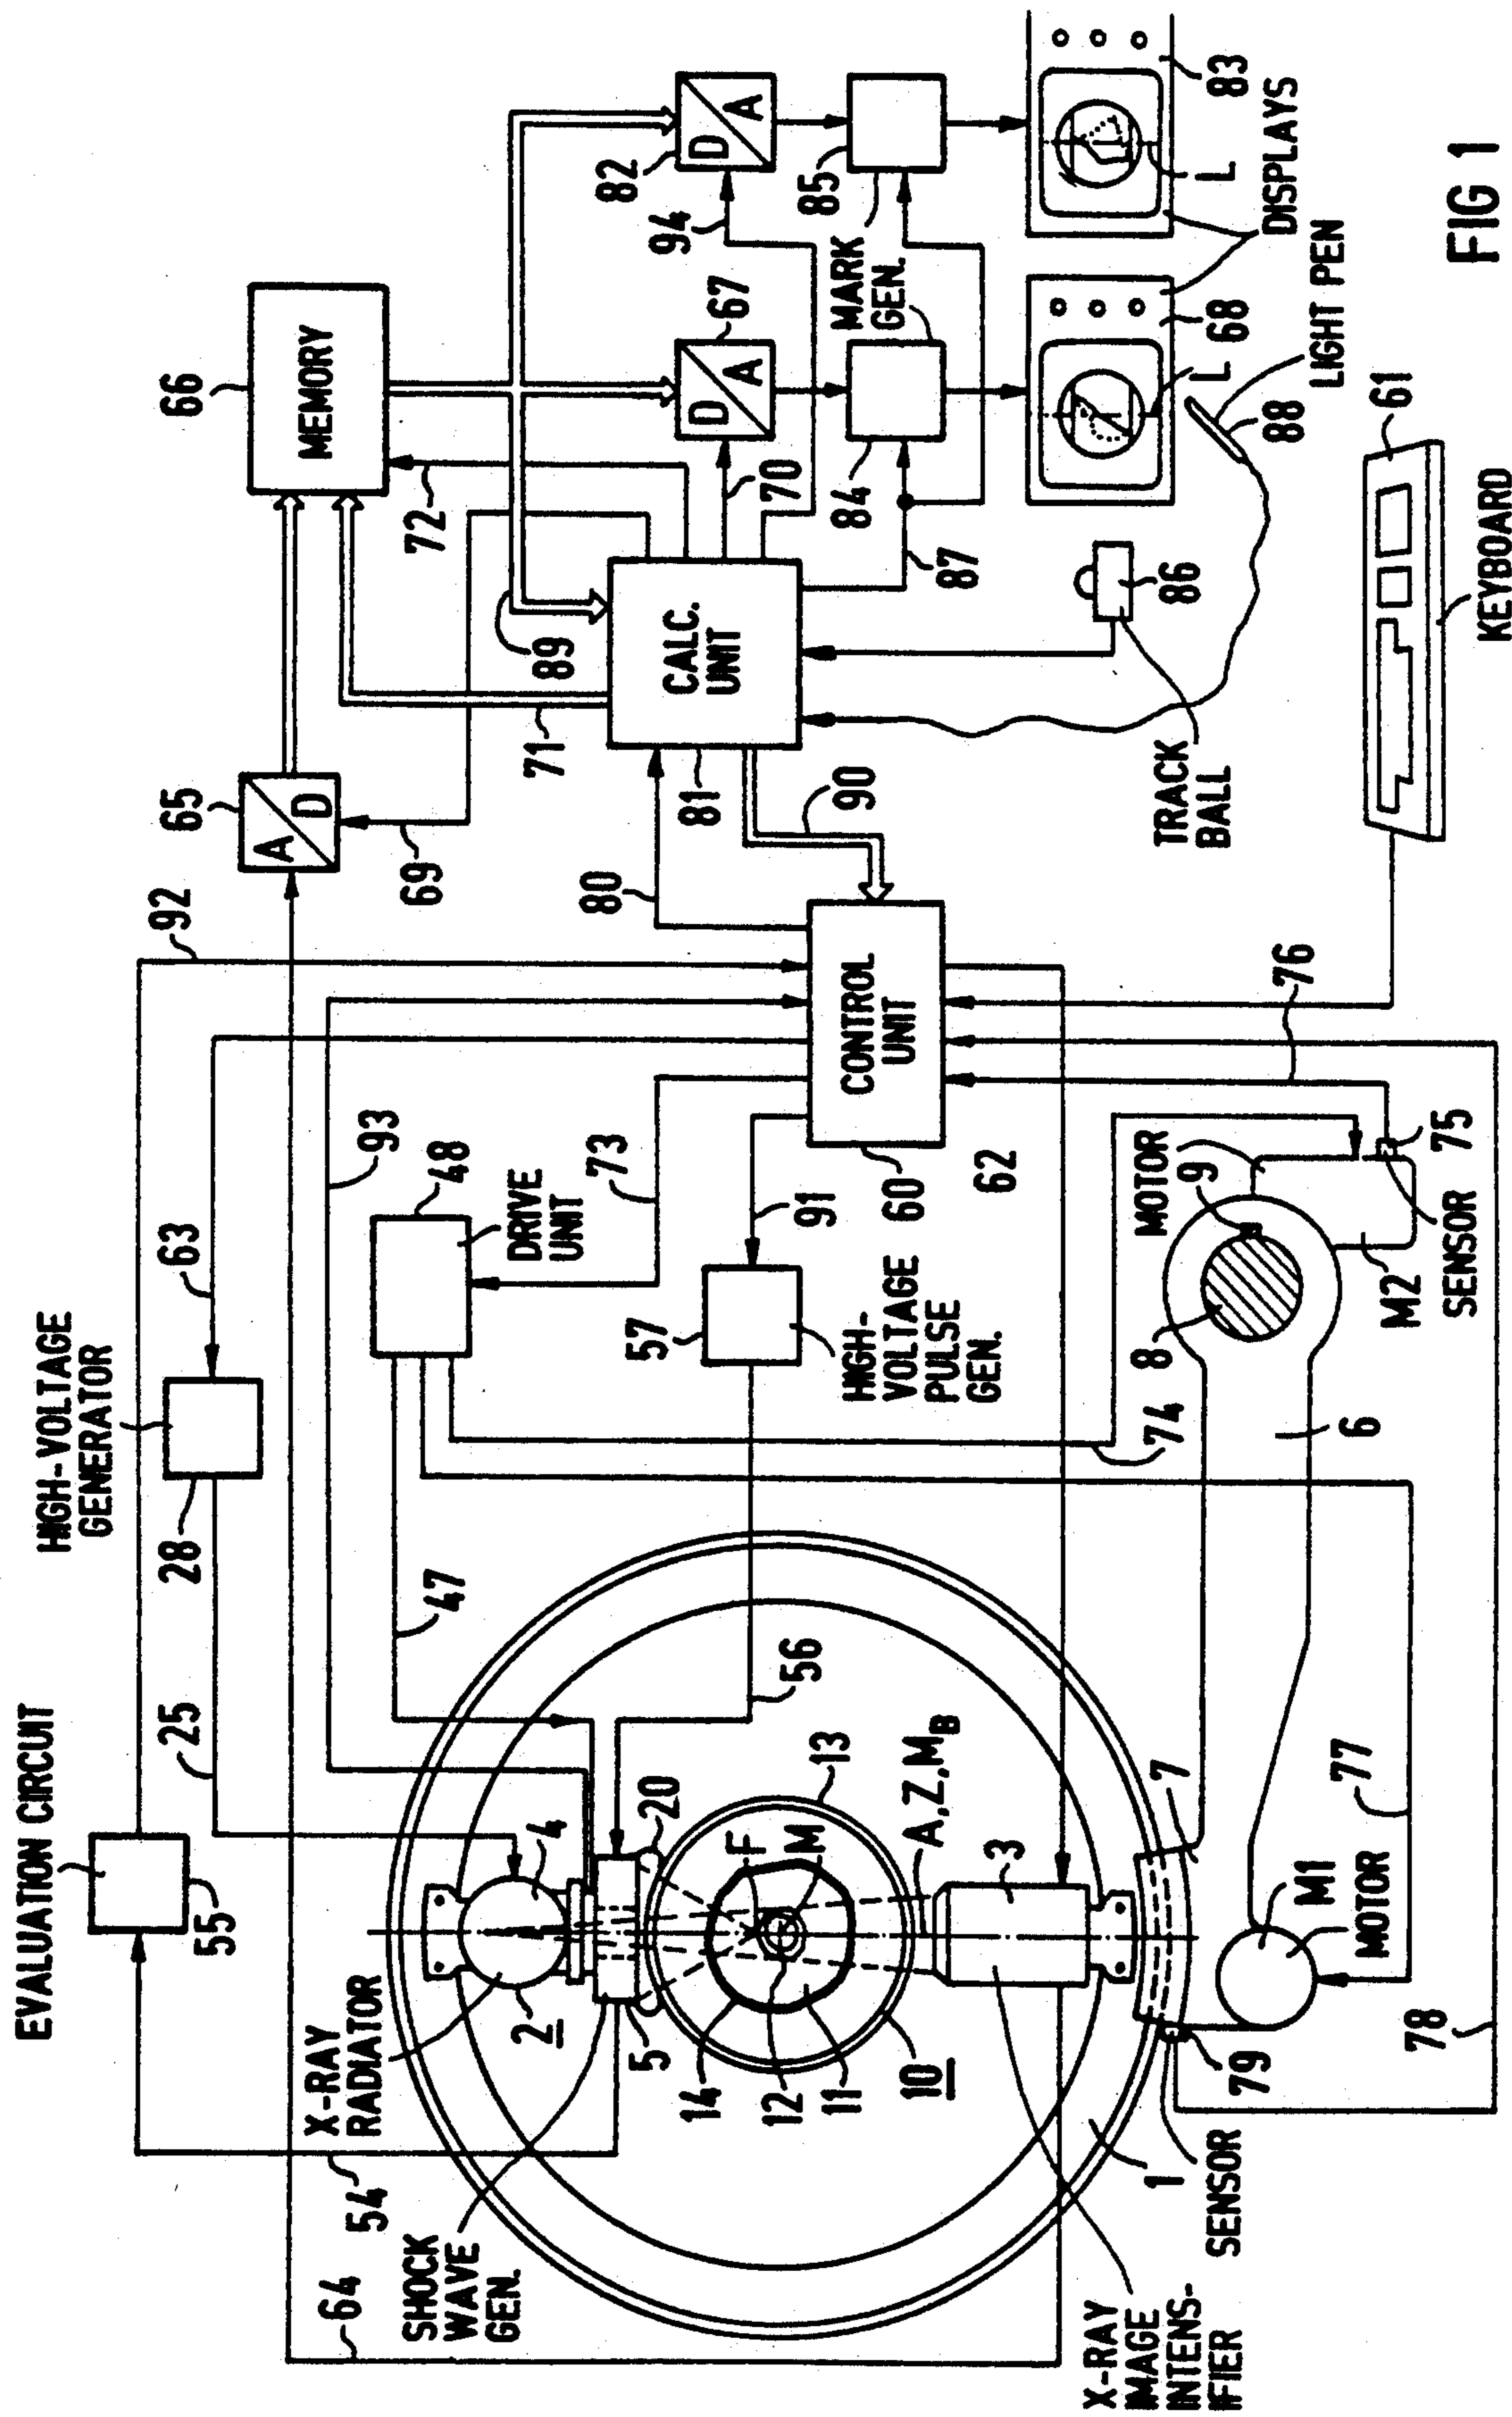 FIG 1
EVALUATION CIRCUIT
55
HIGH-VOLTAGE
GENERATOR
28
25
63
92
65
A
D
66
MEMORY
54
64
X-RAY
RADIATOR
2
4
SHOCK
WAVE
GEN.
5
20
47
93
48
DRIVE
UNIT
73
69
71
72
89
CALC.
UNIT
81
80
90
70
D
A
67
94
82
D
A
14
12
11
10
F
M
13
A,Z,MB
56
57
HIGH-
VOLTAGE
PULSE
GEN.
91
CONTROL
UNIT
60
62
87
84
MARK
GEN.
85
X-RAY
IMAGE
INTENS-
IFIER
3
1
SENSOR
79
7
M1
MOTOR
77
78
74
6
8
9
MOTOR
M2
SENSOR
75
76
TRACK
BALL
86
88
LIGHT PEN
L
68
DISPLAYS
L
83
61
KEYBOARD